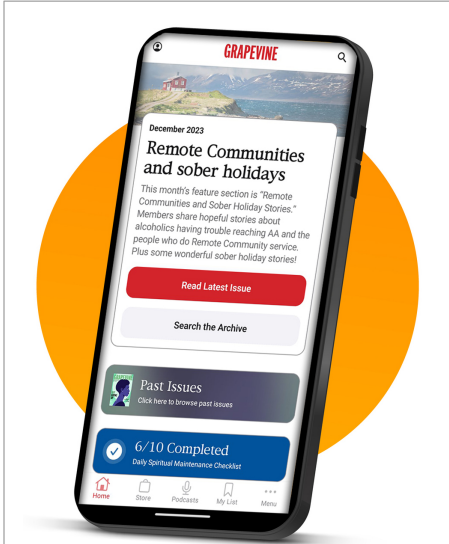 GRAPEVINE
December 2023
Remote Communities
and sober holidays
This month's feature section is "Remote
Communities and Sober Holiday Stories."
Members share hopeful stories about
alcoholics having trouble reaching AA and the
people who do Remote Community service.
Plus some wonderful sober holiday stories!
Read Latest Issue
Search the Archive
Past Issues
Click here to browse past issues
6/10 Completed
Daily Spiritual Maintenance Checklist
Home
Store
Podcasts
My List
Menu